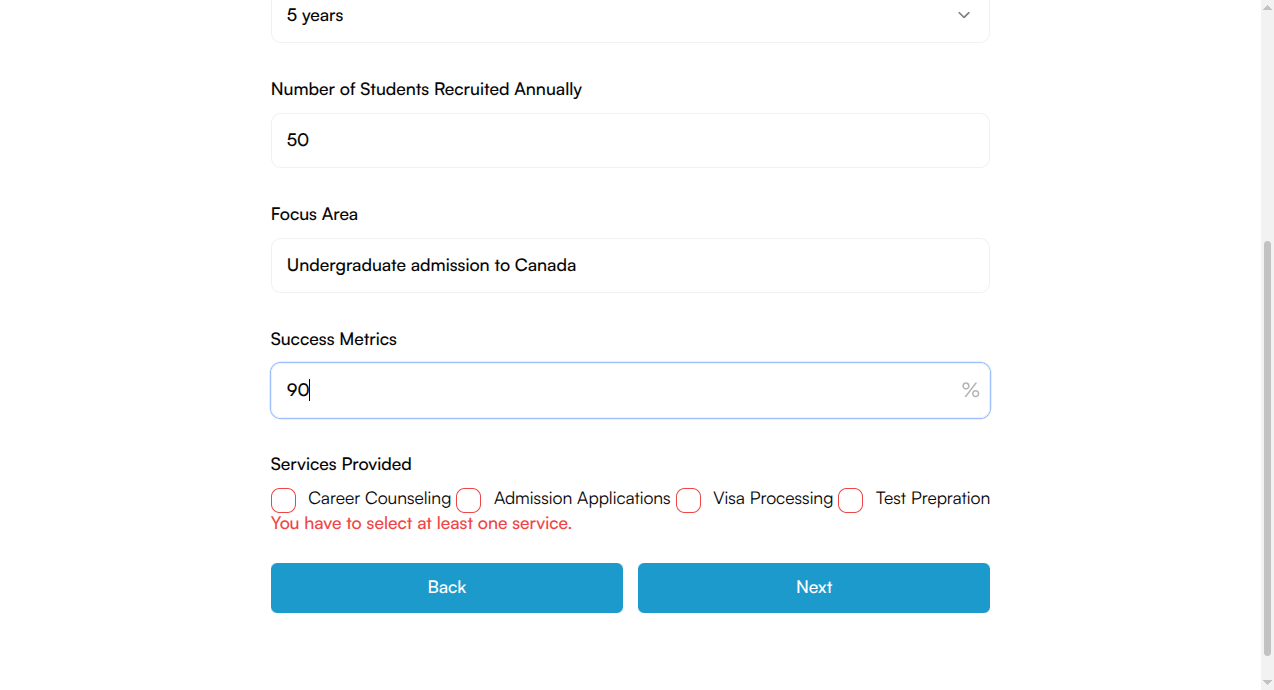 5 years
Number of Students Recruited Annually
50
Focus Area
Undergraduate admission to Canada
Success Metrics
90 %
Services Provided
Career Counseling Admission Applications Visa Processing Test Prepration
You have to select at least one service.
Back Next